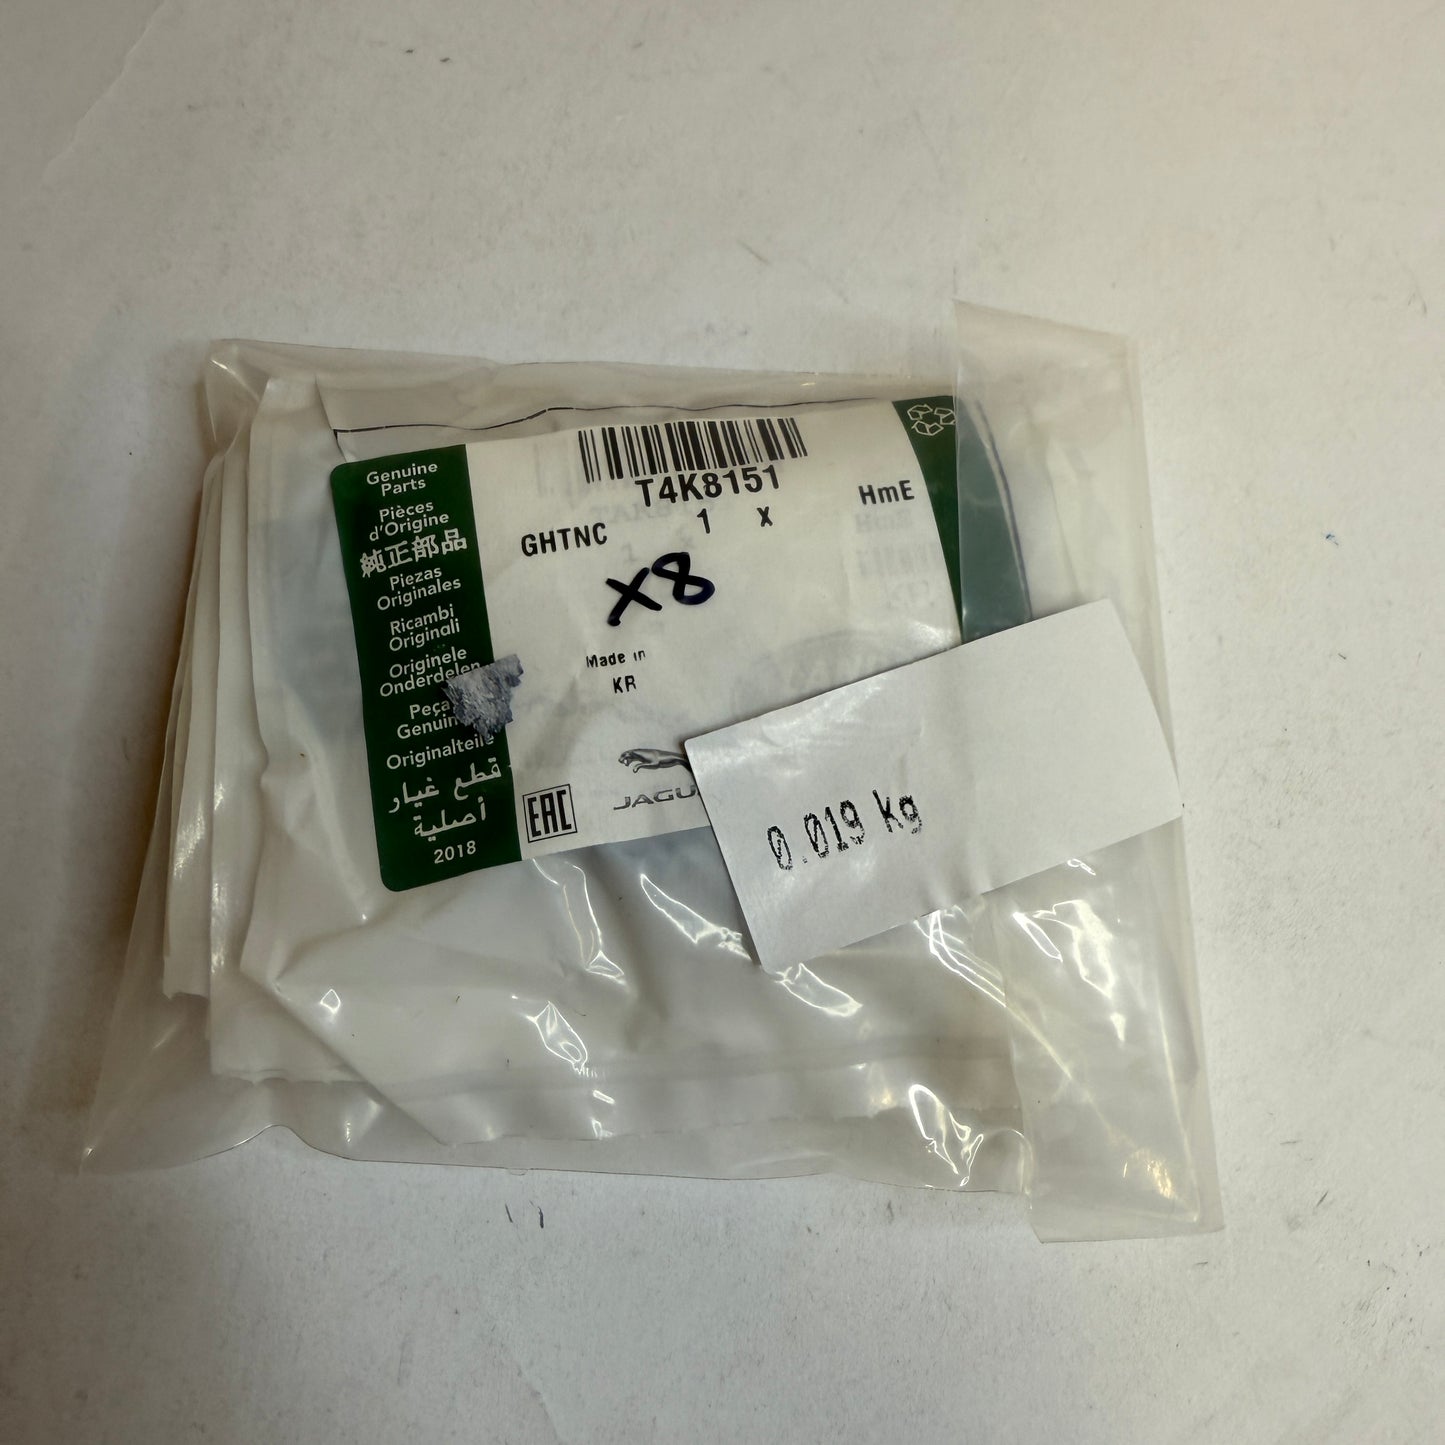 Genuine
Parts
Pièces
d'Origine
純正部品
Piezas
Originales
Ricambi
Originali
Originele
Onderdelen
Originalteile
قطع غيار
أصلية
2018
T4K8151
GHTNC
1 X
HmE
X8
Made in
KR
EAC
JAGU
0.019 kg